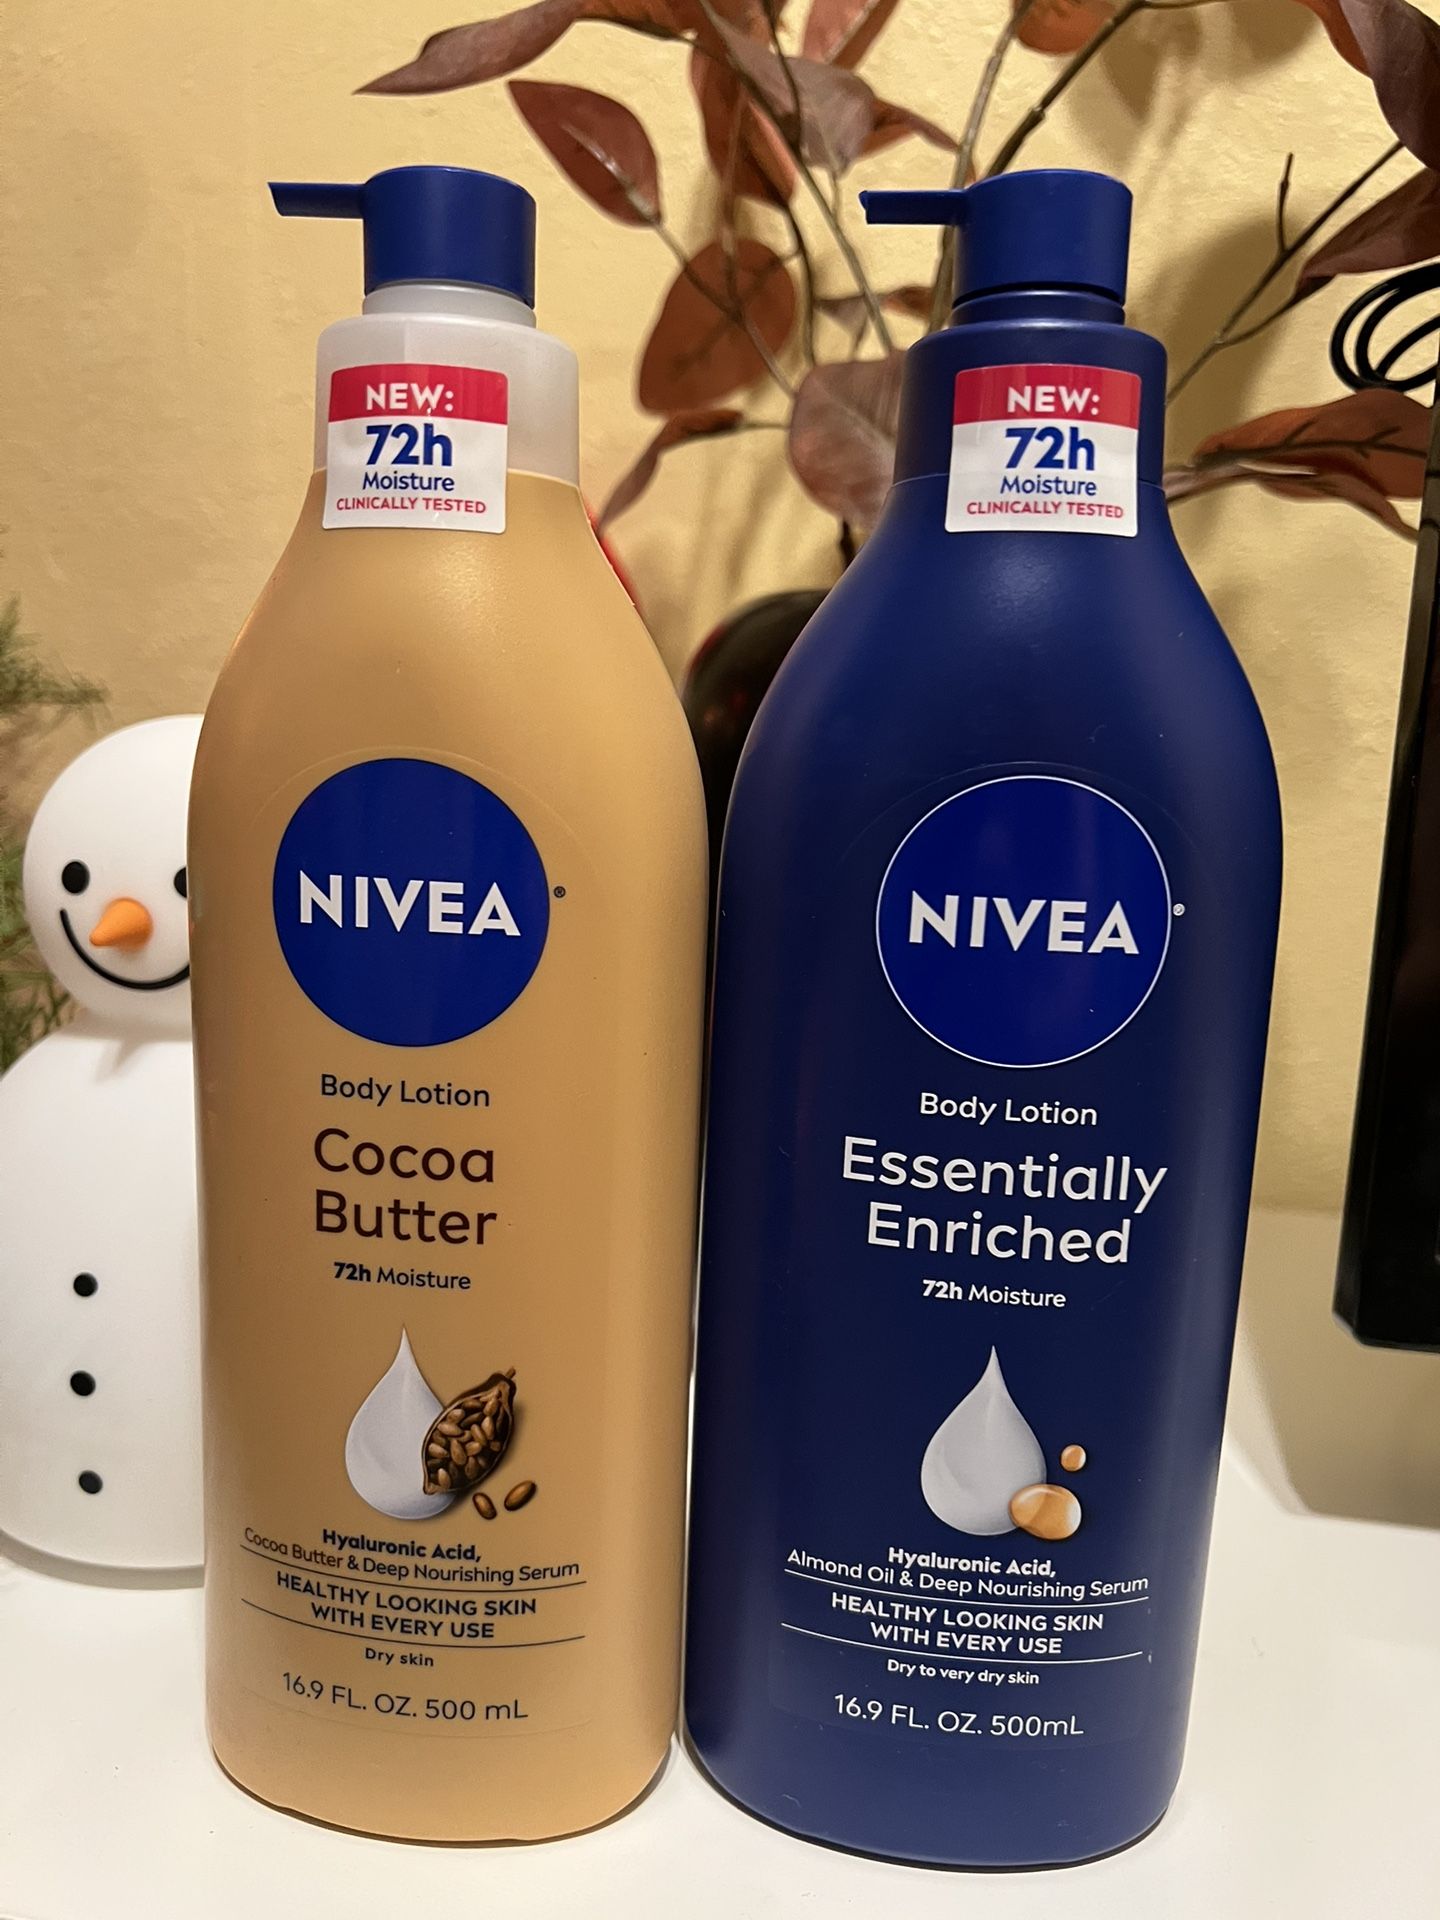 NEW:
72h
Moisture
CLINICALLY TESTED
NIVEA®
Body Lotion
Cocoa
Butter
72h Moisture
Hyaluronic Acid,
Cocoa Butter & Deep Nourishing Serum
HEALTHY LOOKING SKIN
WITH EVERY USE
Dry skin
16.9 FL. OZ. 500 mL
NEW:
72h
Moisture
CLINICALLY TESTED
NIVEA®
Body Lotion
Essentially
Enriched
72h Moisture
Hyaluronic Acid,
Almond Oil & Deep Nourishing Serum
HEALTHY LOOKING SKIN
WITH EVERY USE
Dry to very dry skin
16.9 FL. OZ. 500mL